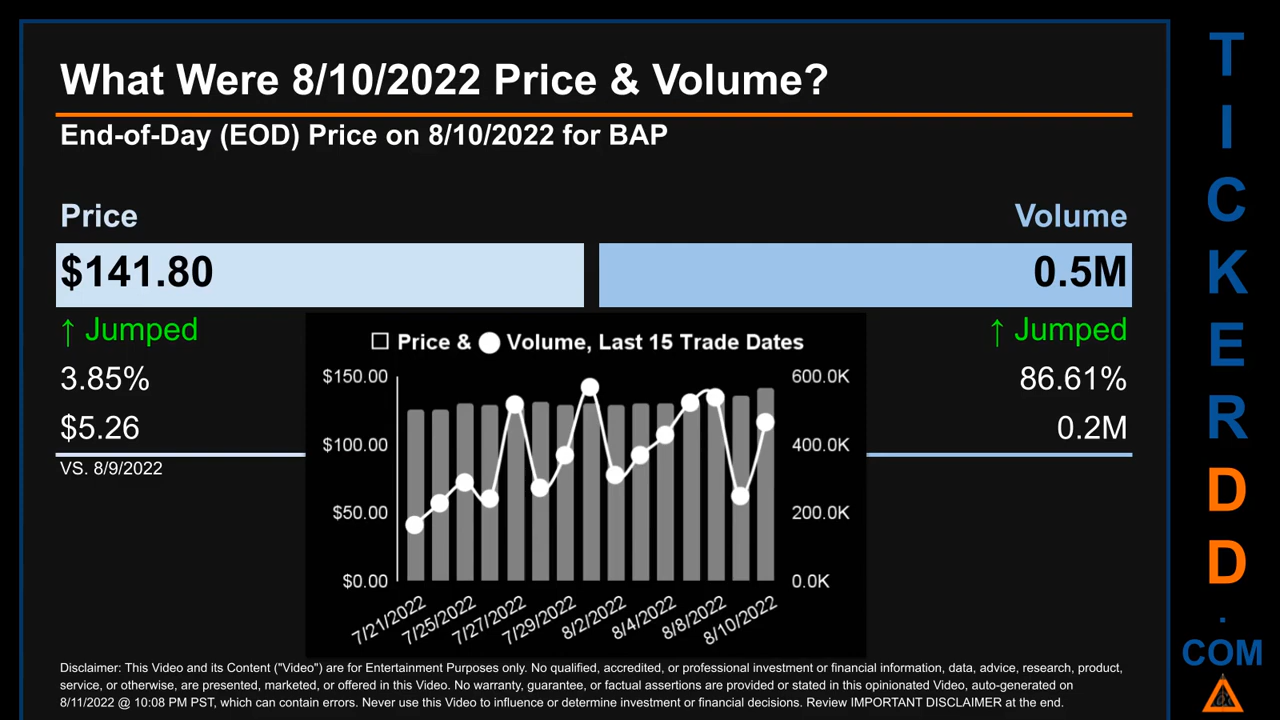 What Were 8/10/2022 Price & Volume?
End-of-Day (EOD) Price on 8/10/2022 for BAP
Price
Volume
$141.80
0.5M
↑ Jumped
↑ Jumped
3.85%
86.61%
$5.26
0.2M
VS. 8/9/2022
Price & Volume, Last 15 Trade Dates
$150.00
$100.00
$50.00
$0.00
600.0K
400.0K
200.0K
0.0K
7/21/2022
7/25/2022
7/27/2022
7/29/2022
8/2/2022
8/4/2022
8/8/2022
8/10/2022
Disclaimer: This Video and its Content ("Video") are for Entertainment Purposes only. No qualified, accredited, or professional investment or financial information, data, advice, research, product,
service, or otherwise, are presented, marketed, or offered in this Video. No warranty, guarantee, or factual assertions are provided or stated in this opinionated Video, auto-generated on
8/11/2022 @ 10:08 PM PST, which can contain errors. Never use this Video to influence or determine investment or financial decisions. Review IMPORTANT DISCLAIMER at the end.
T
I
C
K
E
R
D
D
.
COM